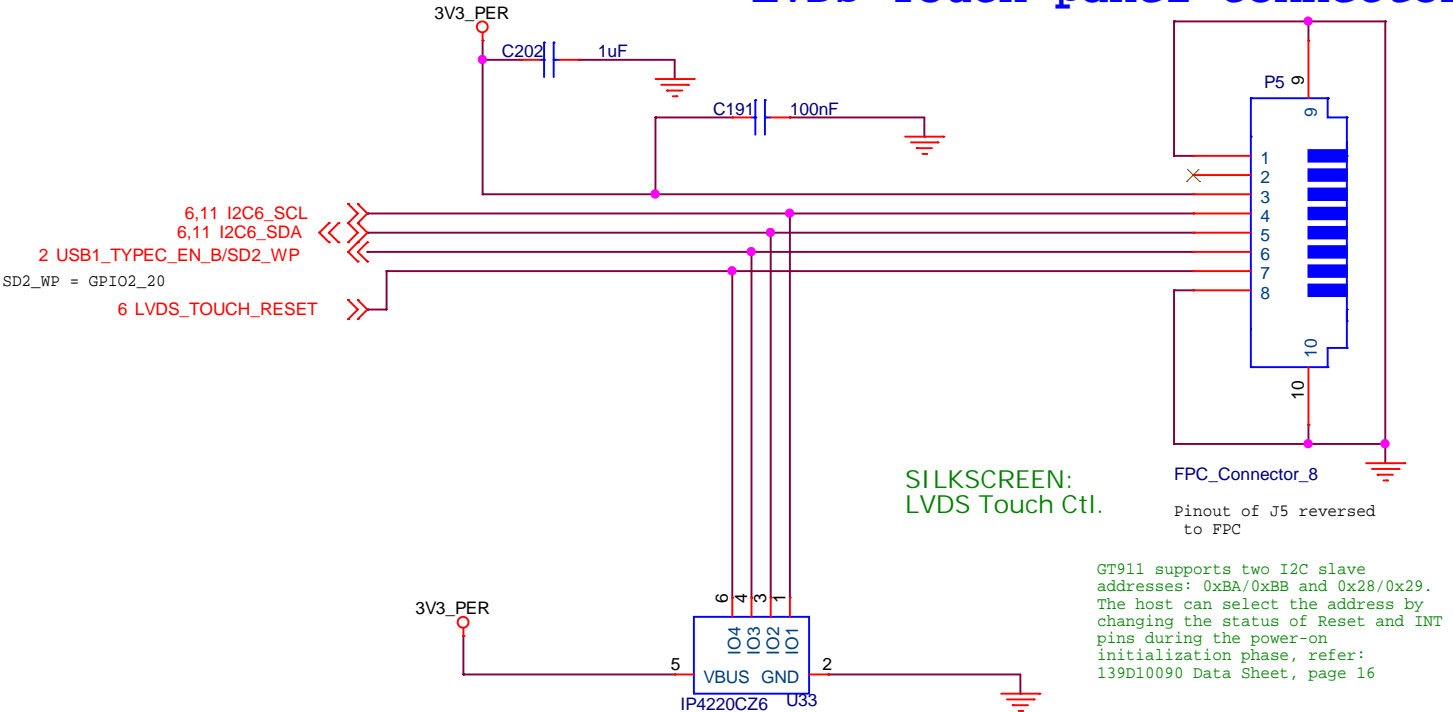 LVDS Touch panel connector
3V3_PER
C202
1uF
C191
100nF
P5
9
9
1
2
3
4
5
6
7
8
10
10
6,11 I2C6_SCL
6,11 I2C6_SDA
2 USB1_TYPEC_EN_B/SD2_WP
SD2_WP = GPIO2_20
6 LVDS_TOUCH_RESET
SILKSCREEN:
LVDS Touch Ctl.
FPC_Connector_8
Pinout of J5 reversed
to FPC
GT911 supports two I2C slave
addresses: 0xBA/0xBB and 0x28/0x29.
The host can select the address by
changing the status of Reset and INT
pins during the power-on
initialization phase, refer:
139D10090 Data Sheet, page 16
3V3_PER
6
4
3
1
IO4
IO3
IO2
IO1
5
VBUS GND
2
IP4220CZ6
U33